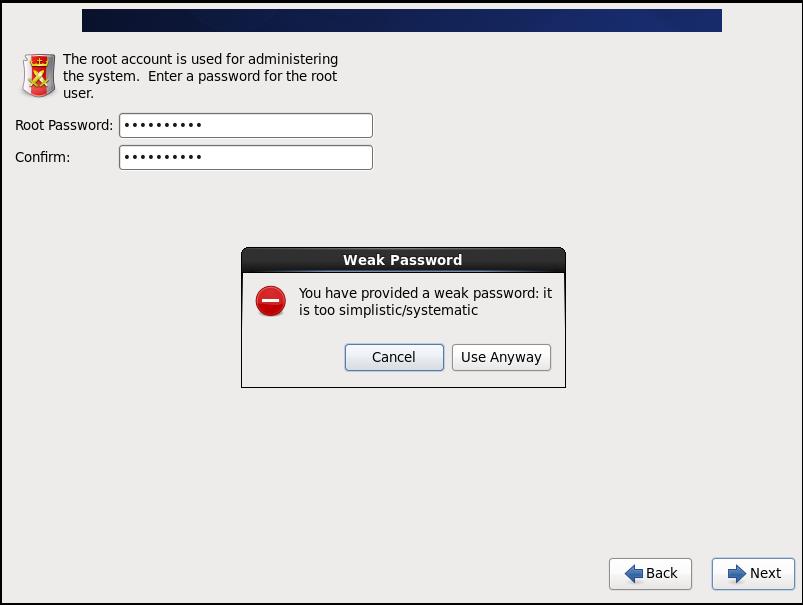 The root account is used for administering
the system.  Enter a password for the root
user.
Root Password: ••••••••••
Confirm: ••••••••••
Weak Password
You have provided a weak password: it
is too simplistic/systematic
Cancel Use Anyway
Back Next